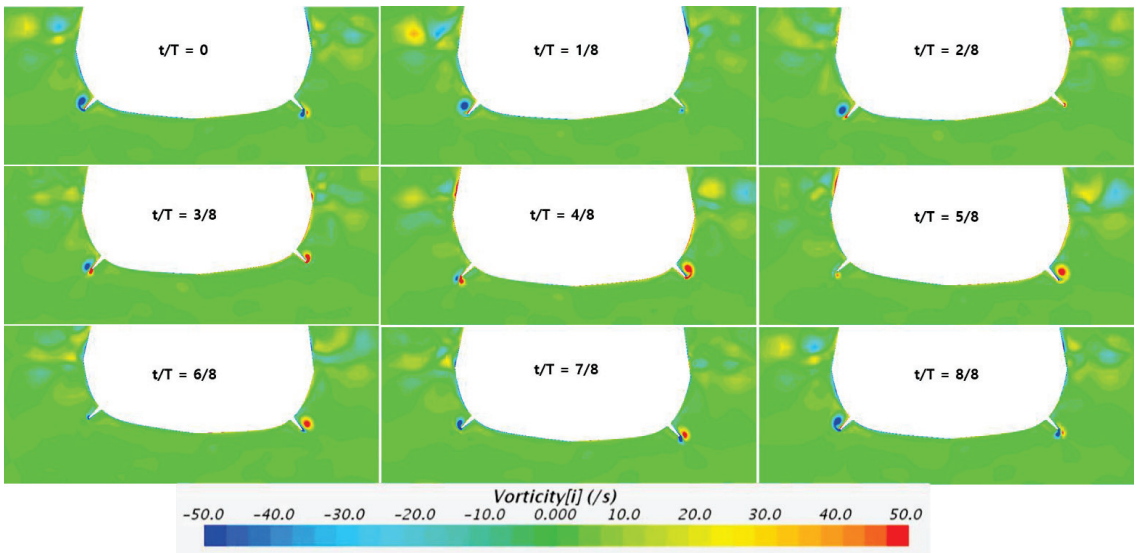 t/T = 0
t/T = 1/8
t/T = 2/8
t/T = 3/8
t/T = 4/8
t/T = 5/8
t/T = 6/8
t/T = 7/8
t/T = 8/8
Vorticity[i] (/s)
-50.0 -40.0 -30.0 -20.0 -10.0 0.000 10.0 20.0 30.0 40.0 50.0